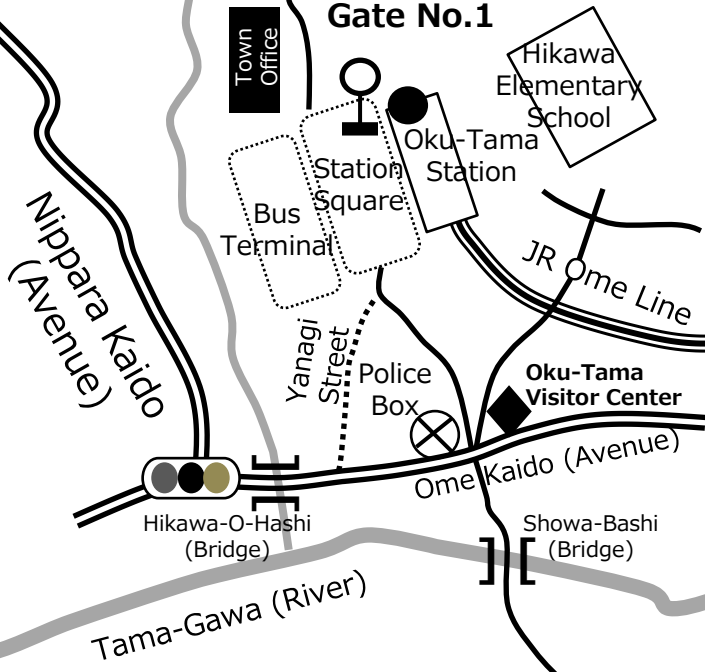 Gate No.1
Town
Office
Hikawa
Elementary
School
Oku-Tama
Station
Station
Square
Bus
Terminal
Nippara Kaido
(Avenue)
JR Ome Line
Yanagi
Street
Police
Box
Oku-Tama
Visitor Center
Ome Kaido (Avenue)
Hikawa-O-Hashi
(Bridge)
Showa-Bashi
(Bridge)
Tama-Gawa (River)